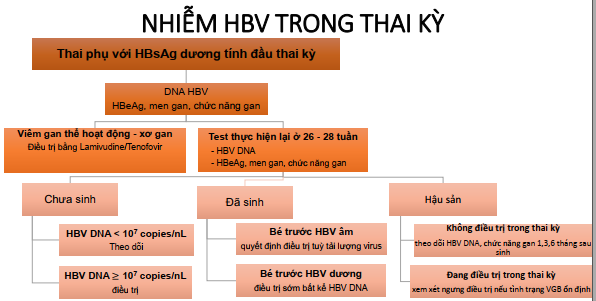 NHIỄM HBV TRONG THAI KỲ
Thai phụ với HBsAg dương tính đầu thai kỳ
DNA HBV
HBeAg, men gan, chức năng gan
Viêm gan thể hoạt động - xơ gan
Điều trị bằng Lamivudine/Tenofovir
Test thực hiện lại ở 26 - 28 tuần
- HBV DNA
- HBeAg, men gan, chức năng gan
Chưa sinh
HBV DNA < 10⁷ copies/nL
Theo dõi
HBV DNA ≥ 10⁷ copies/nL
điều trị
Đã sinh
Bé trước HBV âm
quyết định điều trị tuỳ tải lượng virus
Bé trước HBV dương
điều trị sớm bất kể HBV DNA
Hậu sản
Không điều trị trong thai kỳ
theo dõi HBV DNA, chức năng gan 1,3,6 tháng sau
sinh
Đang điều trị trong thai kỳ
xem xét ngưng điều trị nếu tình trạng VGB ổn định